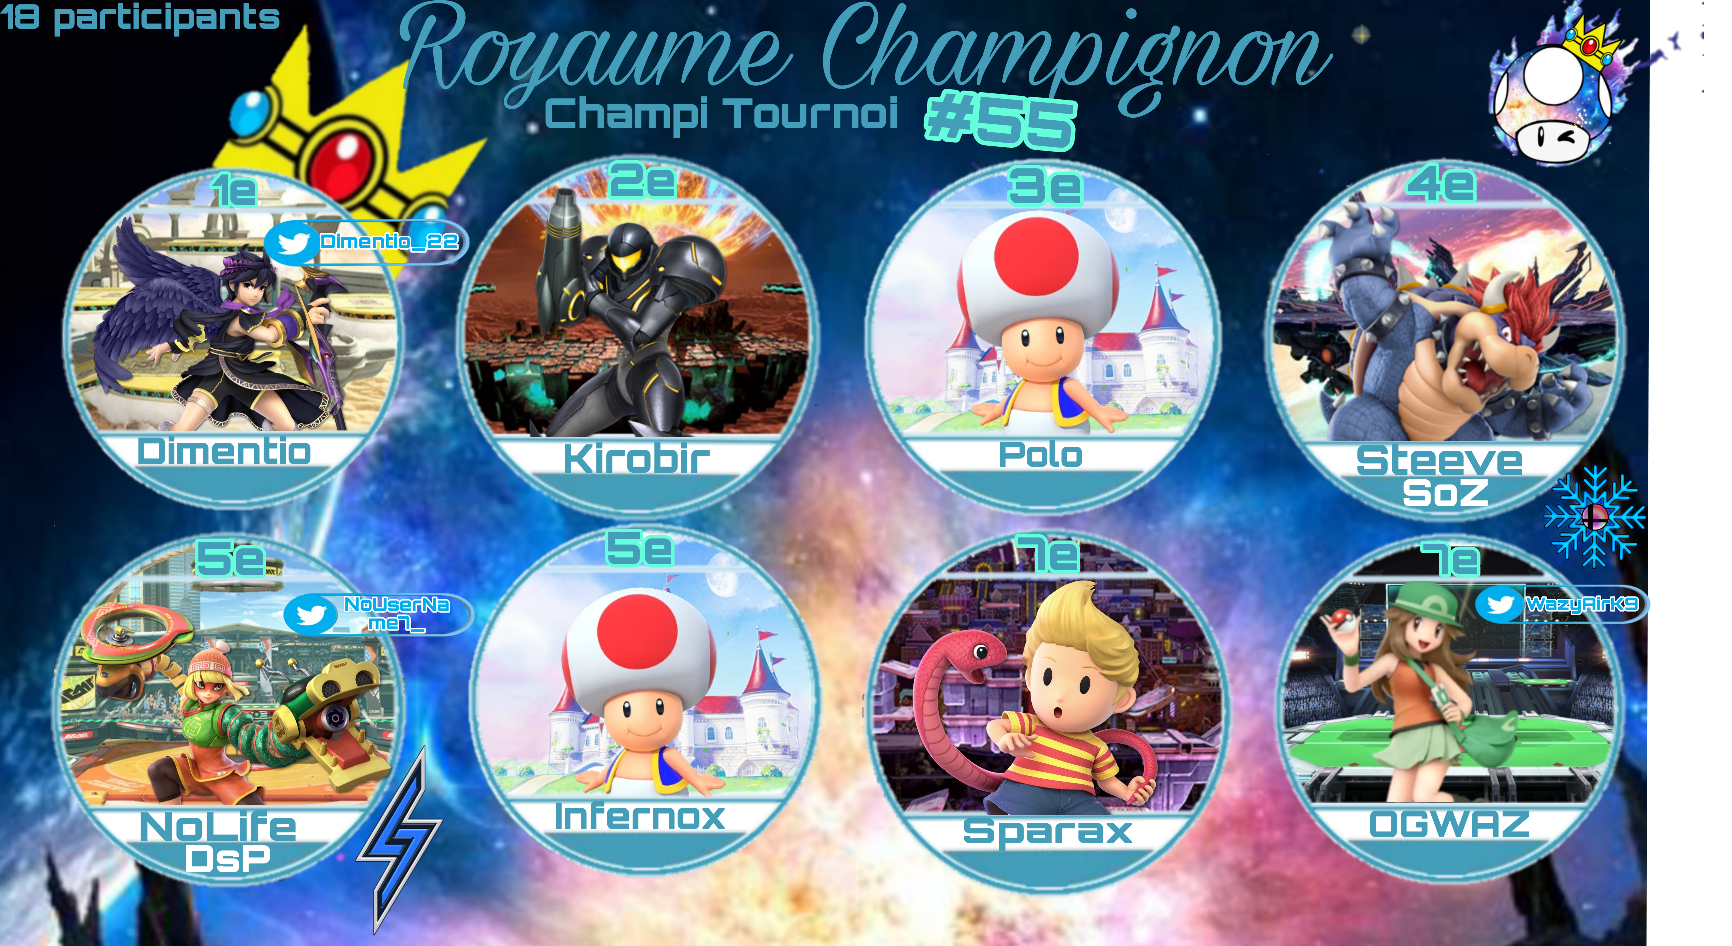 18 participants
Royaume Champignon
Champi Tournoi #55
1e
Dimentio_22
Dimentio
2e
Kirobir
3e
Polo
4e
Steeve
SoZ
5e
NoUserNa
me7_
NoLife
DsP
5e
Infernox
7e
Sparax
7e
WazyAirK9
OGWAZ